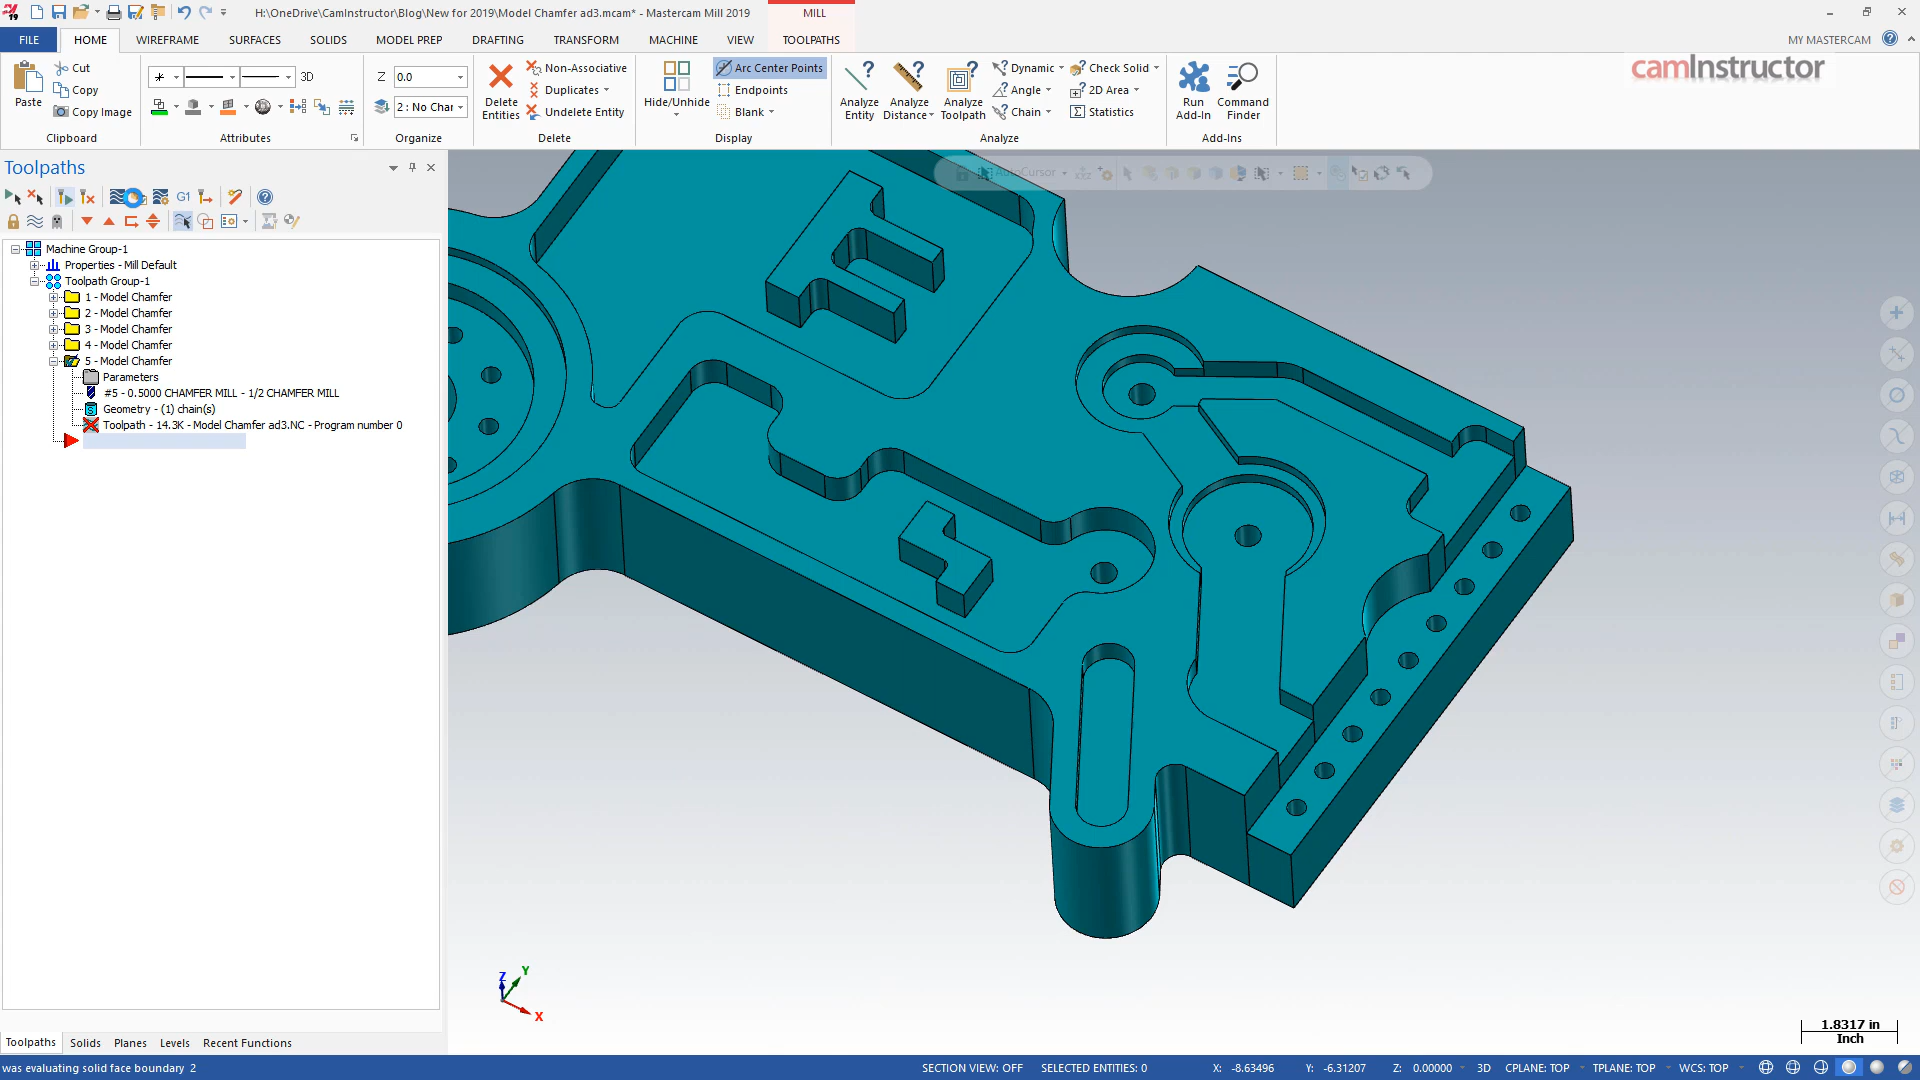 H:\OneDrive\CamInstructor\Blog\New for 2019\Model Chamfer ad3.mcam* - Mastercam Mill 2019
MILL
FILE HOME WIREFRAME SURFACES SOLIDS MODEL PREP DRAFTING TRANSFORM MACHINE VIEW TOOLPATHS
MY MASTERCAM
Paste
Cut
Copy
Copy Image
Clipboard
3D
Attributes
Z 0.0
2 : No Char
Organize
Delete Entities
Non-Associative
Duplicates
Undelete Entity
Delete
Hide/Unhide
Arc Center Points
Endpoints
Blank
Display
Analyze Entity
Analyze Distance
Analyze Toolpath
Dynamic
Angle
Chain
Check Solid
2D Area
Statistics
Analyze
Run Add-In
Command Finder
Add-Ins
camInstructor
Toolpaths
G1
AutoCursor
Machine Group-1
Properties - Mill Default
Toolpath Group-1
1 - Model Chamfer
2 - Model Chamfer
3 - Model Chamfer
4 - Model Chamfer
5 - Model Chamfer
Parameters
#5 - 0.5000 CHAMFER MILL - 1/2 CHAMFER MILL
Geometry - (1) chain(s)
Toolpath - 14.3K - Model Chamfer ad3.NC - Program number 0
Z Y
X
1.8317 in
Inch
Toolpaths Solids Planes Levels Recent Functions
was evaluating solid face boundary 2
SECTION VIEW: OFF SELECTED ENTITIES: 0 X: -8.63496 Y: -6.31207 Z: 0.00000 3D CPLANE: TOP TPLANE: TOP WCS: TOP